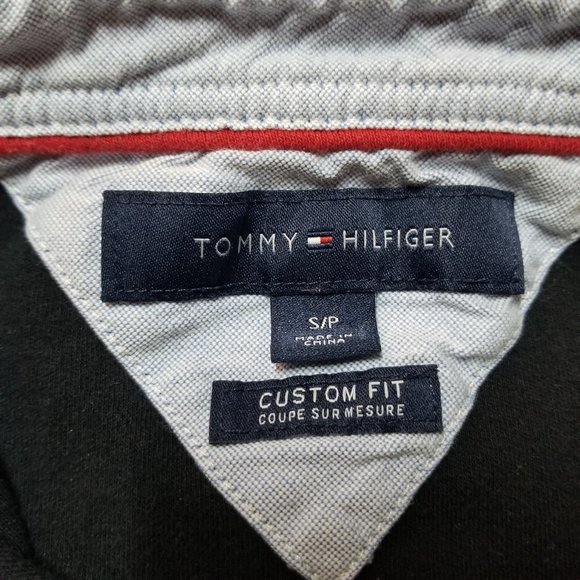 TOMMY HILFIGER
S/P
MADE IN
CHINA
CUSTOM FIT
COUPE SUR MESURE